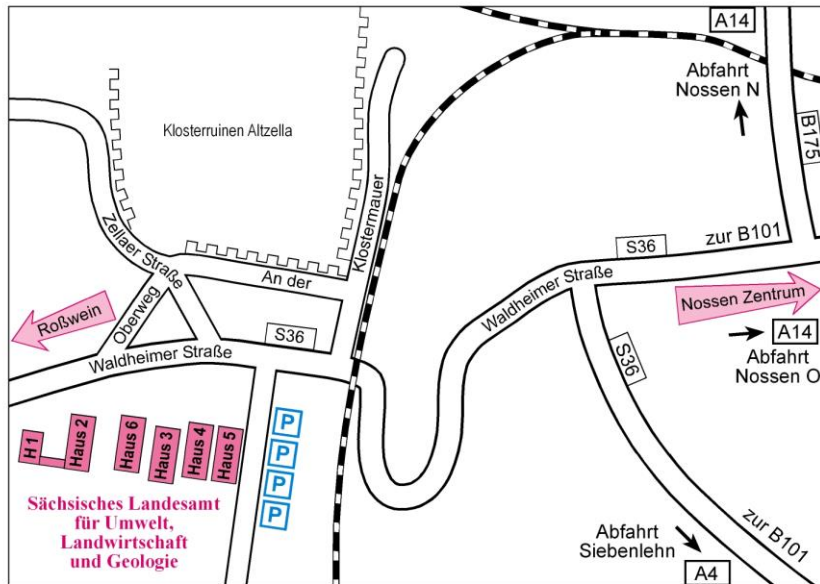 A14
Abfahrt
Nossen N
B175
Klosterruinen Altzella
Klostermauer
Zellaer Straße
An der
S36
zur B101
Waldheimer Straße
Nossen Zentrum
Roßwein
Oberweg
S36
Waldheimer Straße
A14
Abfahrt
Nossen O
S36
H1
Haus 2
Haus 6
Haus 3
Haus 4
Haus 5
P
P
P
P
Sächsisches Landesamt
für Umwelt,
Landwirtschaft
und Geologie
Abfahrt
Siebenlehn
A4
zur B101